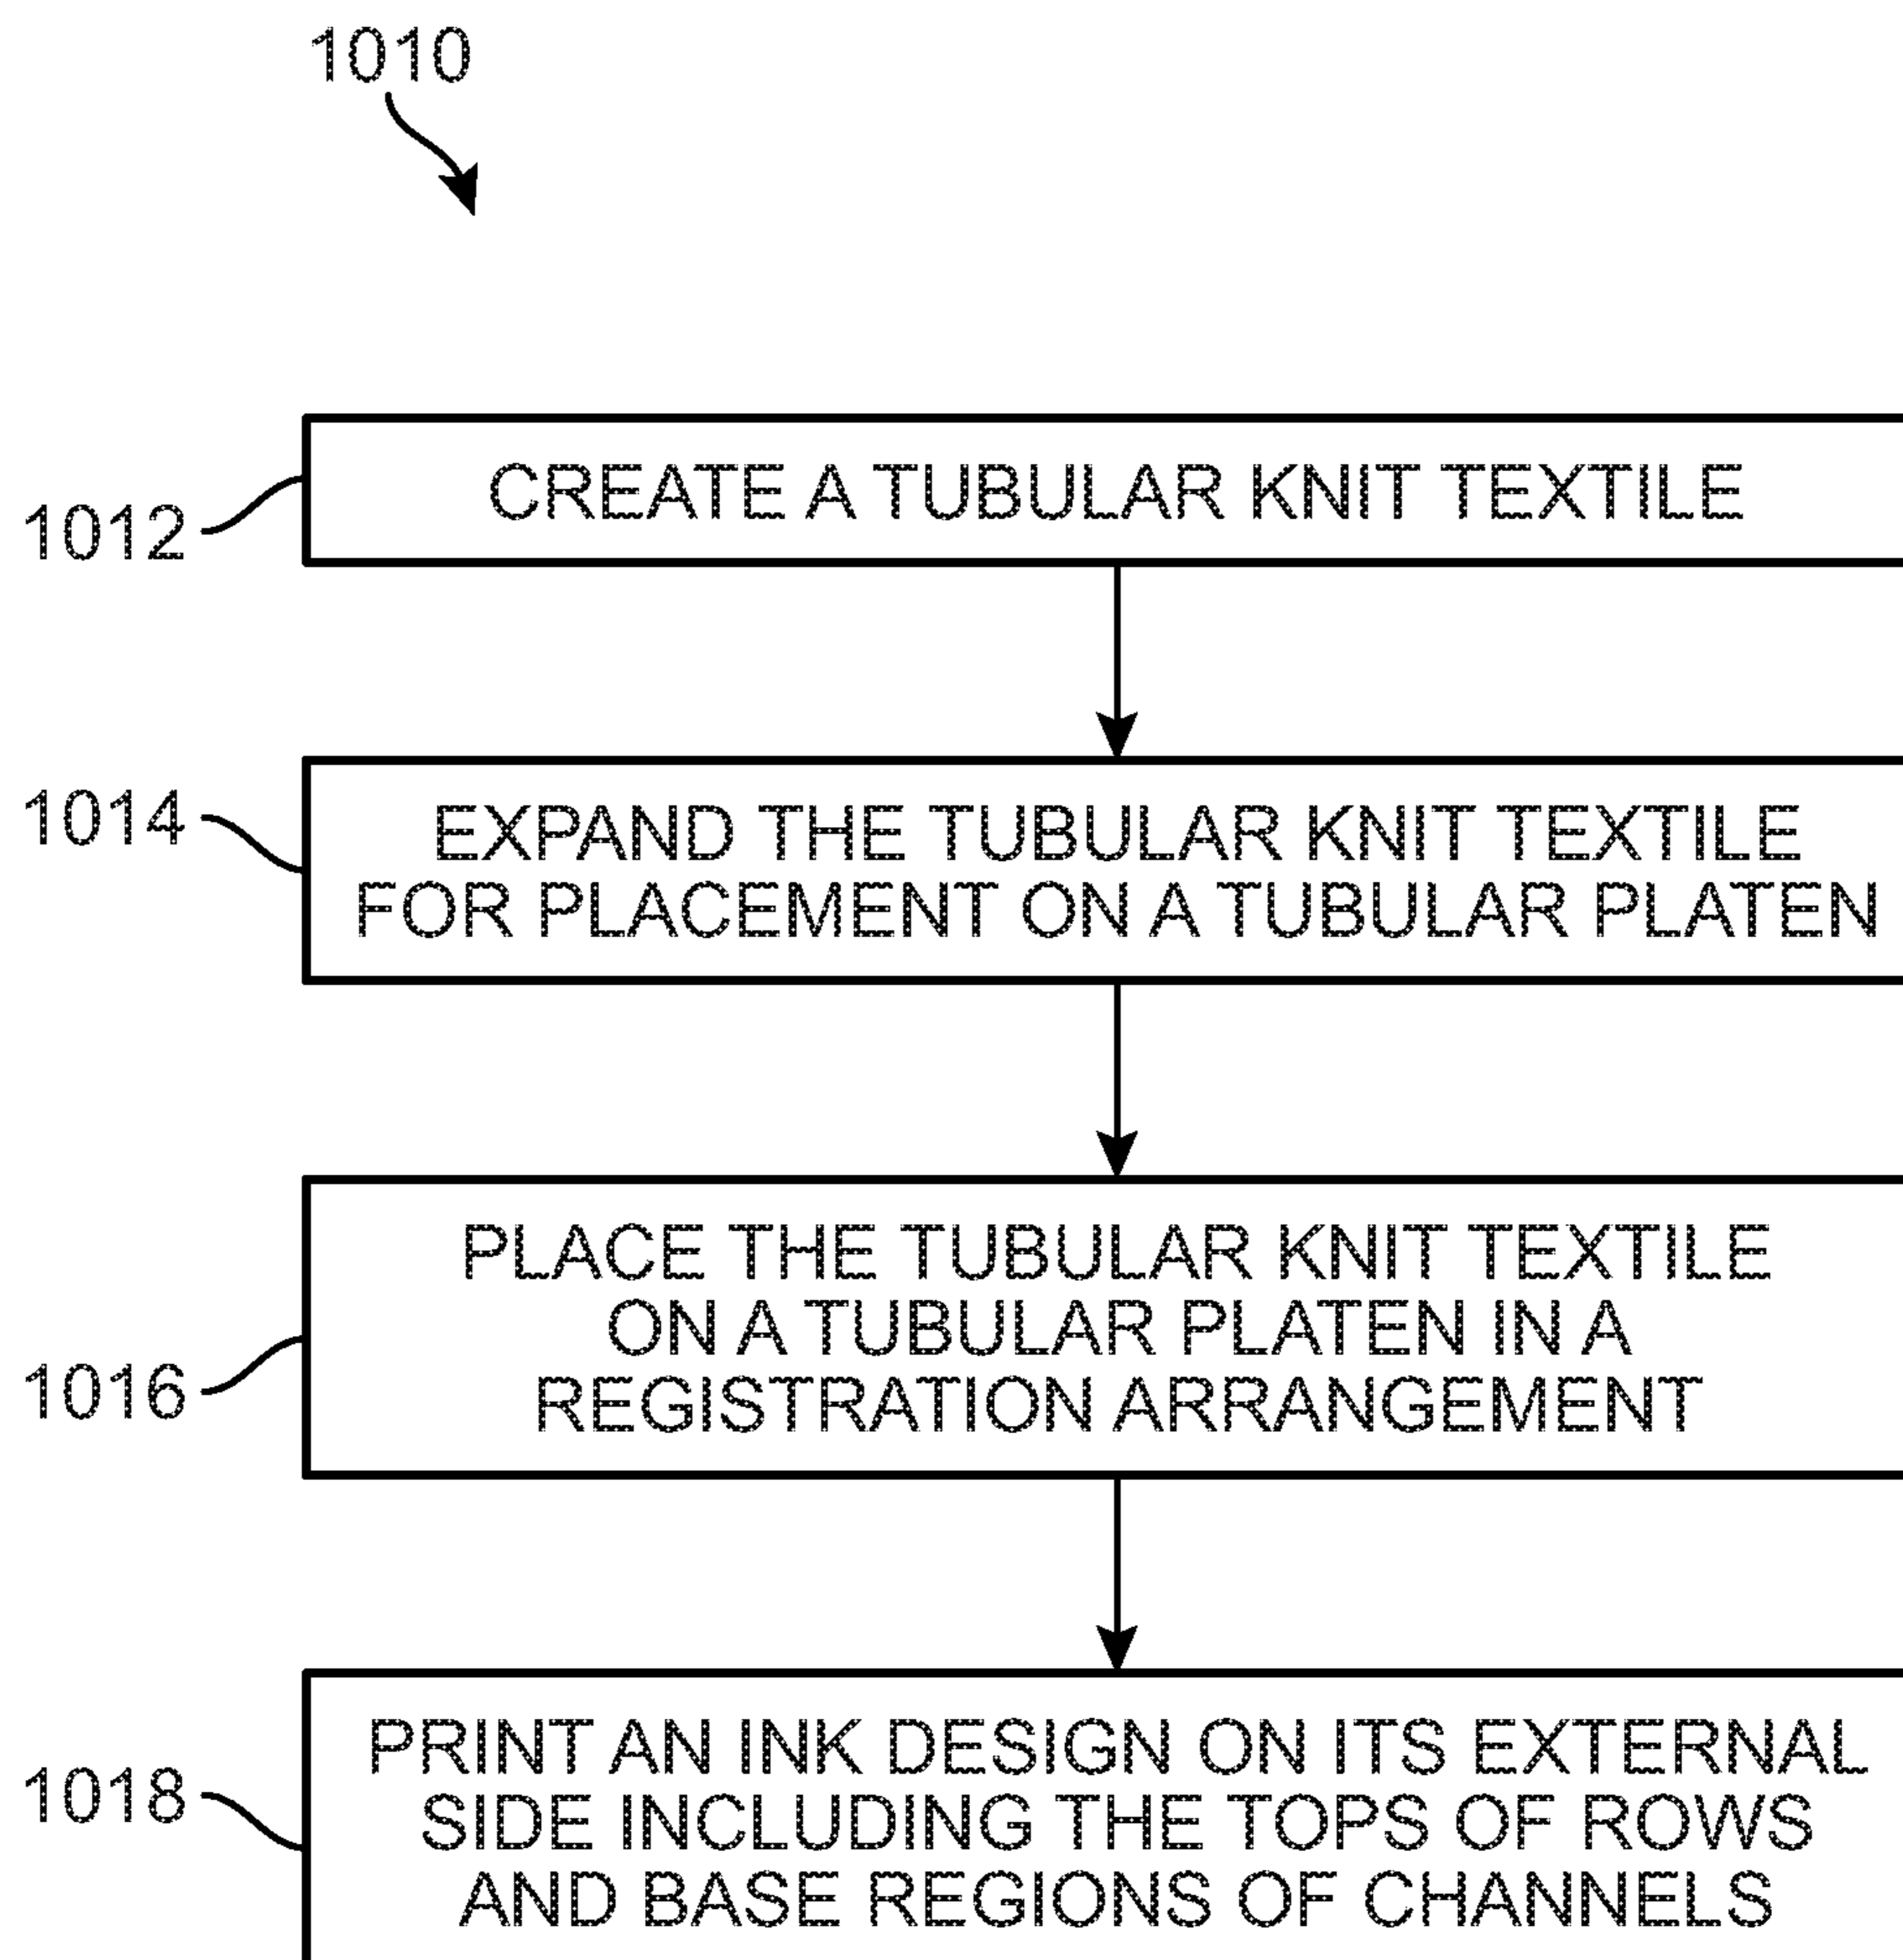 1010
1012
CREATE A TUBULAR KNIT TEXTILE
1014
EXPAND THE TUBULAR KNIT TEXTILE
FOR PLACEMENT ON A TUBULAR PLATEN
1016
PLACE THE TUBULAR KNIT TEXTILE
ON A TUBULAR PLATEN IN A
REGISTRATION ARRANGEMENT
1018
PRINT AN INK DESIGN ON ITS EXTERNAL
SIDE INCLUDING THE TOPS OF ROWS
AND BASE REGIONS OF CHANNELS